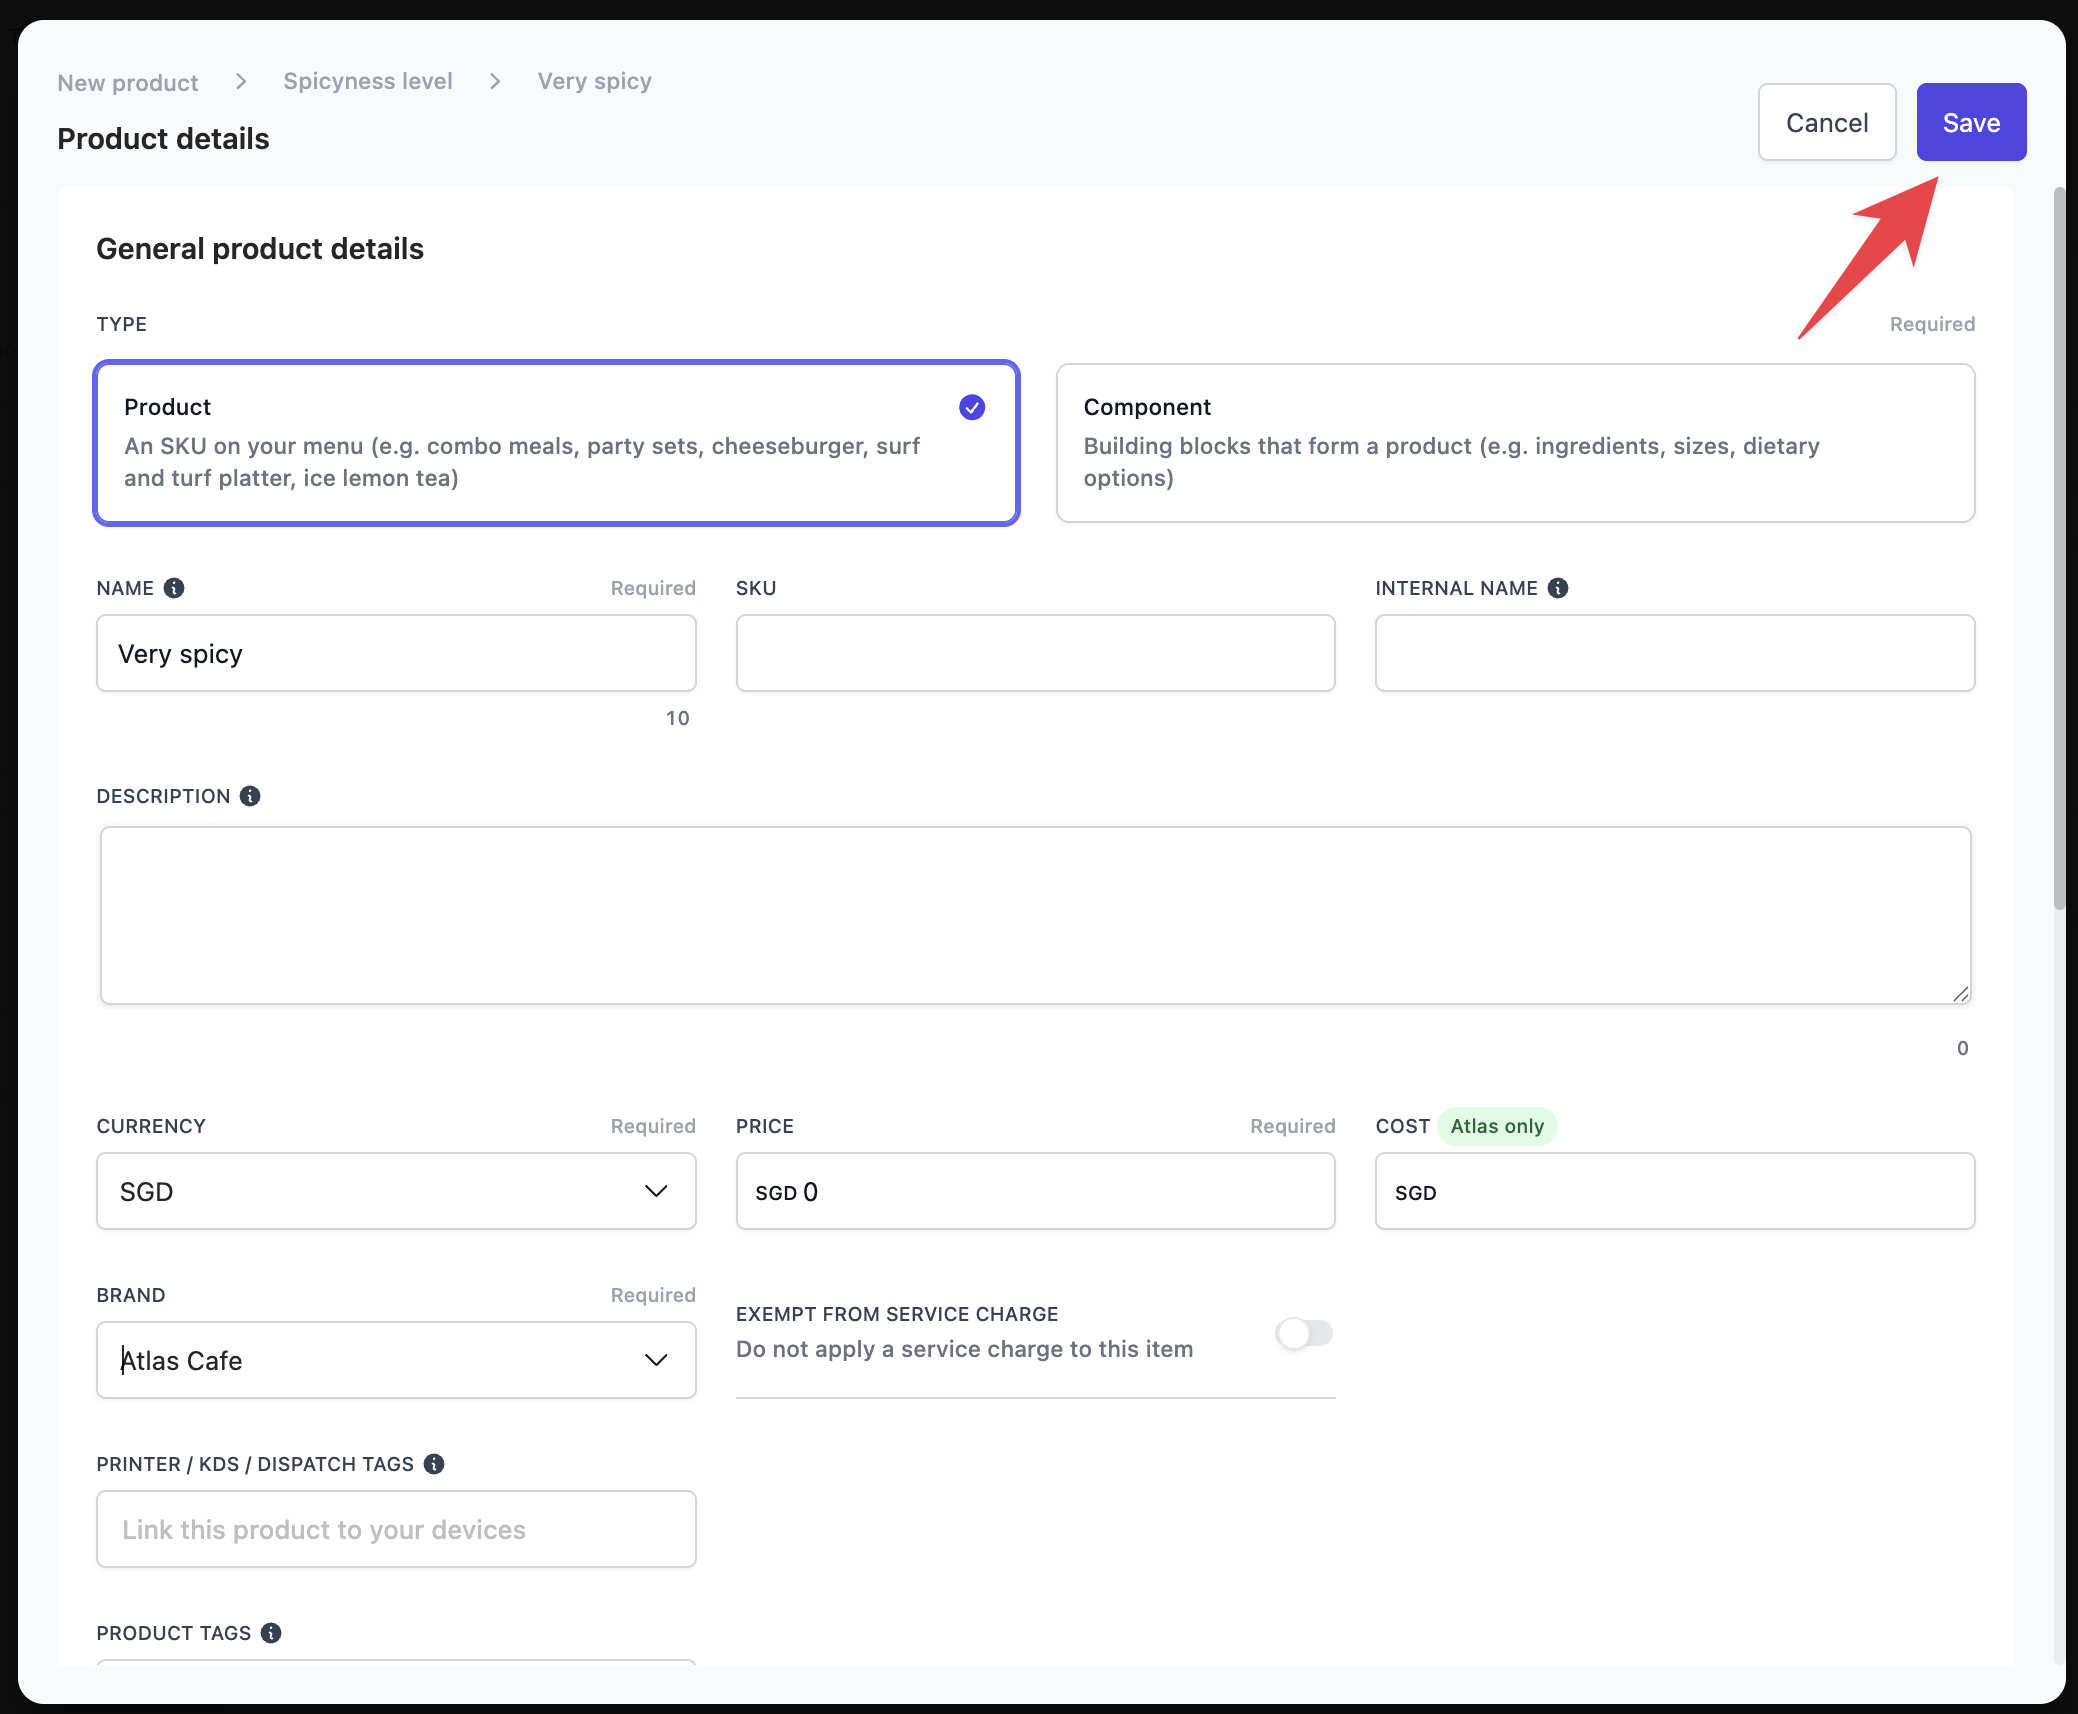 New product > Spicyness level > Very spicy
Product details
Cancel
Save
General product details
TYPE
Required
Product
An SKU on your menu (e.g. combo meals, party sets, cheeseburger, surf
and turf platter, ice lemon tea)
Component
Building blocks that form a product (e.g. ingredients, sizes, dietary
options)
NAME
Required
Very spicy
10
SKU
INTERNAL NAME
DESCRIPTION
0
CURRENCY
Required
SGD
PRICE
Required
SGD 0
COST
Atlas only
SGD
BRAND
Required
Atlas Cafe
EXEMPT FROM SERVICE CHARGE
Do not apply a service charge to this item
PRINTER / KDS / DISPATCH TAGS
Link this product to your devices
PRODUCT TAGS